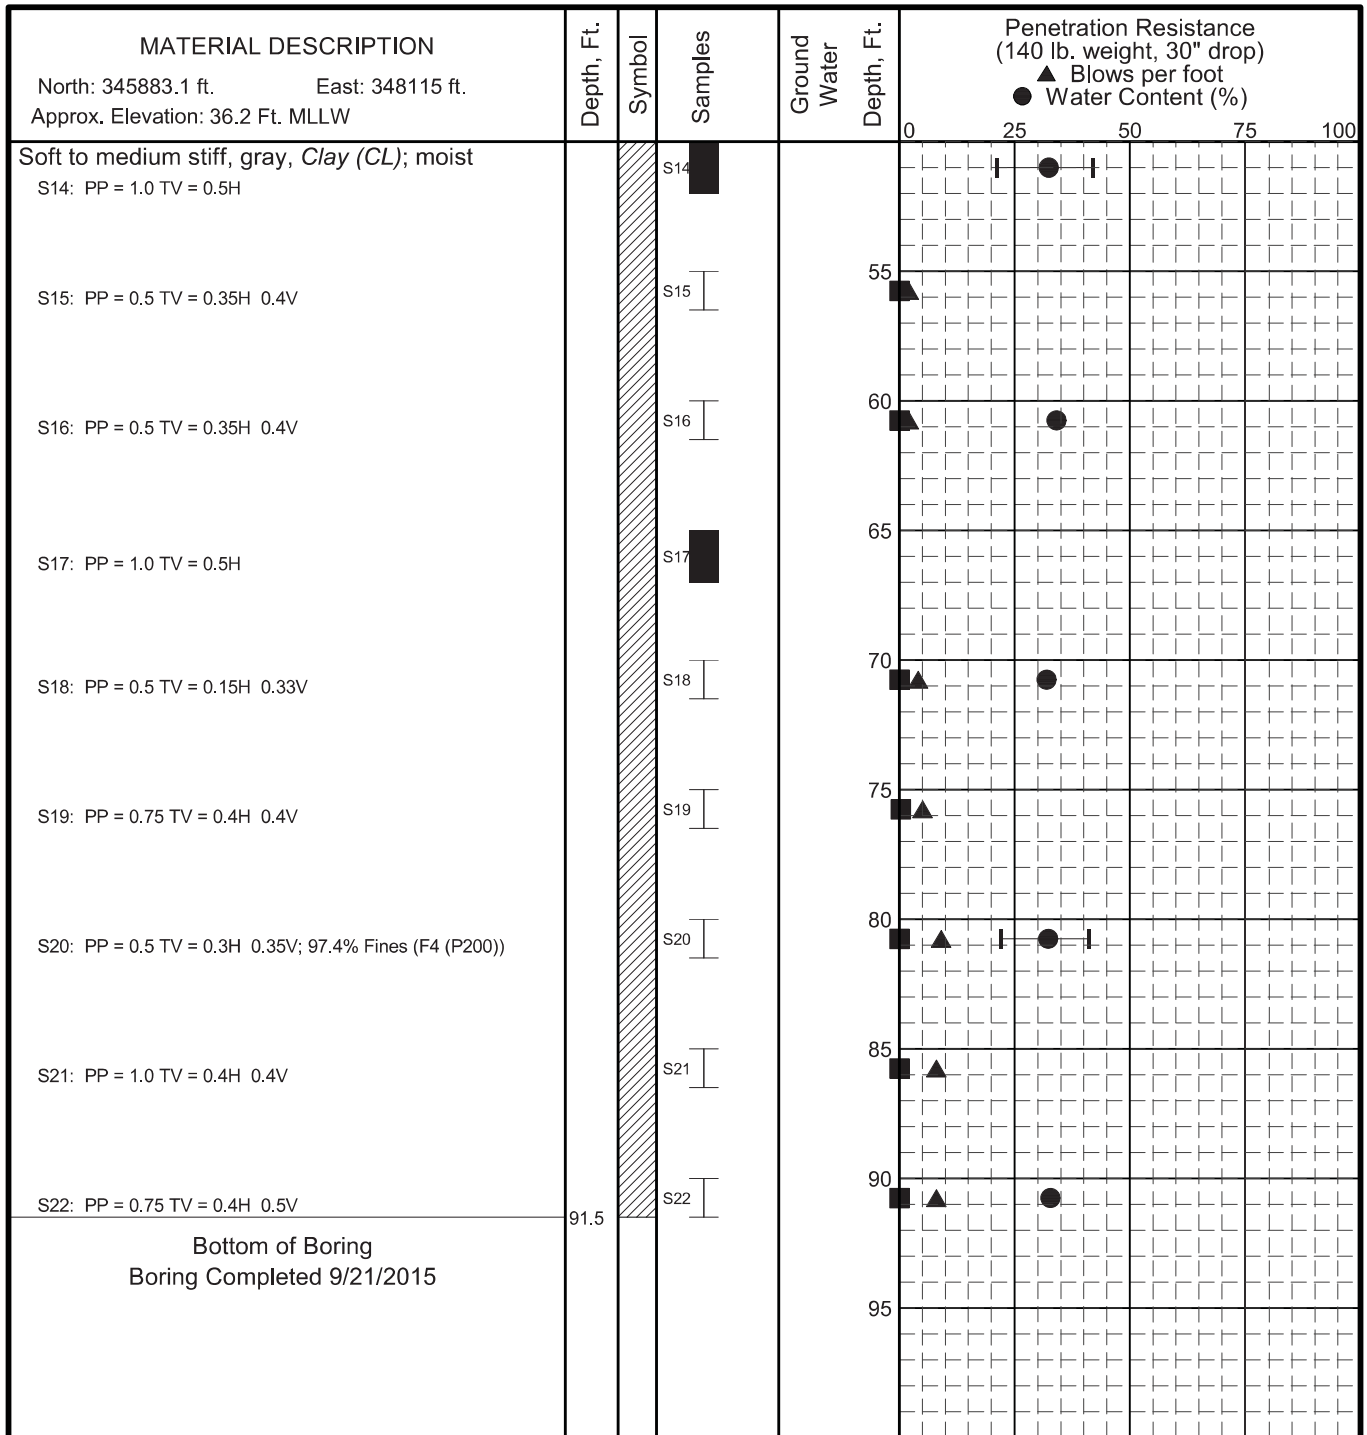 MATERIAL DESCRIPTION
North: 345883.1 ft. East: 348115 ft.
Approx. Elevation: 36.2 Ft. MLLW
Depth, Ft.
Symbol
Samples
Ground
Water
Depth, Ft.
Penetration Resistance
(140 lb. weight, 30" drop)
▲ Blows per foot
● Water Content (%)
0 25 50 75 100
Soft to medium stiff, gray, Clay (CL); moist
S14: PP = 1.0 TV = 0.5H
S14
55
S15: PP = 0.5 TV = 0.35H 0.4V
S15
60
S16: PP = 0.5 TV = 0.35H 0.4V
S16
65
S17: PP = 1.0 TV = 0.5H
S17
70
S18: PP = 0.5 TV = 0.15H 0.33V
S18
75
S19: PP = 0.75 TV = 0.4H 0.4V
S19
80
S20: PP = 0.5 TV = 0.3H 0.35V; 97.4% Fines (F4 (P200))
S20
85
S21: PP = 1.0 TV = 0.4H 0.4V
S21
90
S22: PP = 0.75 TV = 0.4H 0.5V
S22
91.5
Bottom of Boring
Boring Completed 9/21/2015
95